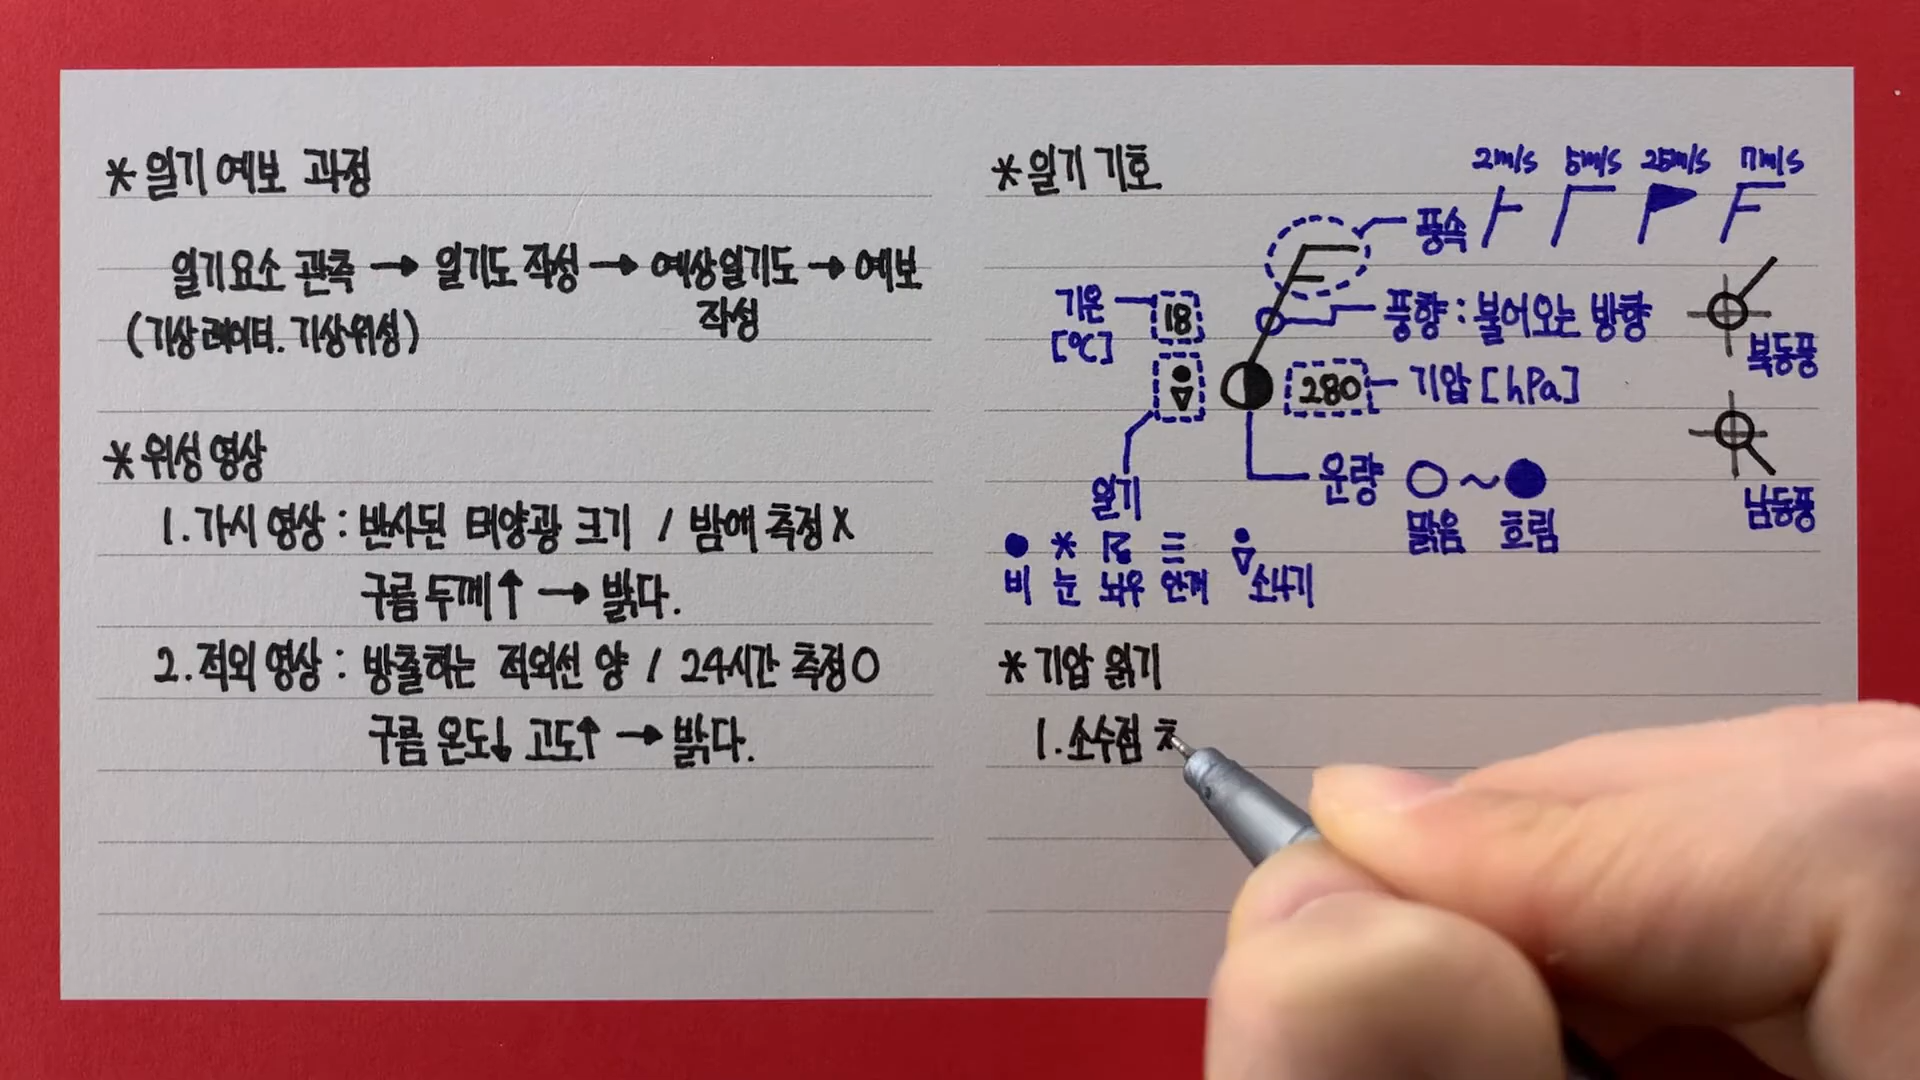 * 일기 예보 과정
일기요소 관측 → 일기도 작성 → 예상일기도 → 예보
작성
(기상레이더. 기상위성)
* 위성 영상
1. 가시 영상 : 반사된 태양광 크기 / 밤에 측정 X
구름 두께↑ → 밝다.
2. 적외 영상 : 방출하는 적외선 양 / 24시간 측정 O
구름 온도↓ 고도↑ → 밝다.
* 일기 기호
2m/s 5m/s 25m/s 7m/s
풍속
기온
[℃]
18
풍향 : 불어오는 방향
북동풍
280
기압 [hPa]
일기
운량
~
맑음 흐림
남동풍
비 눈 뇌우 안개 소나기
* 기압 읽기
1. 소수점